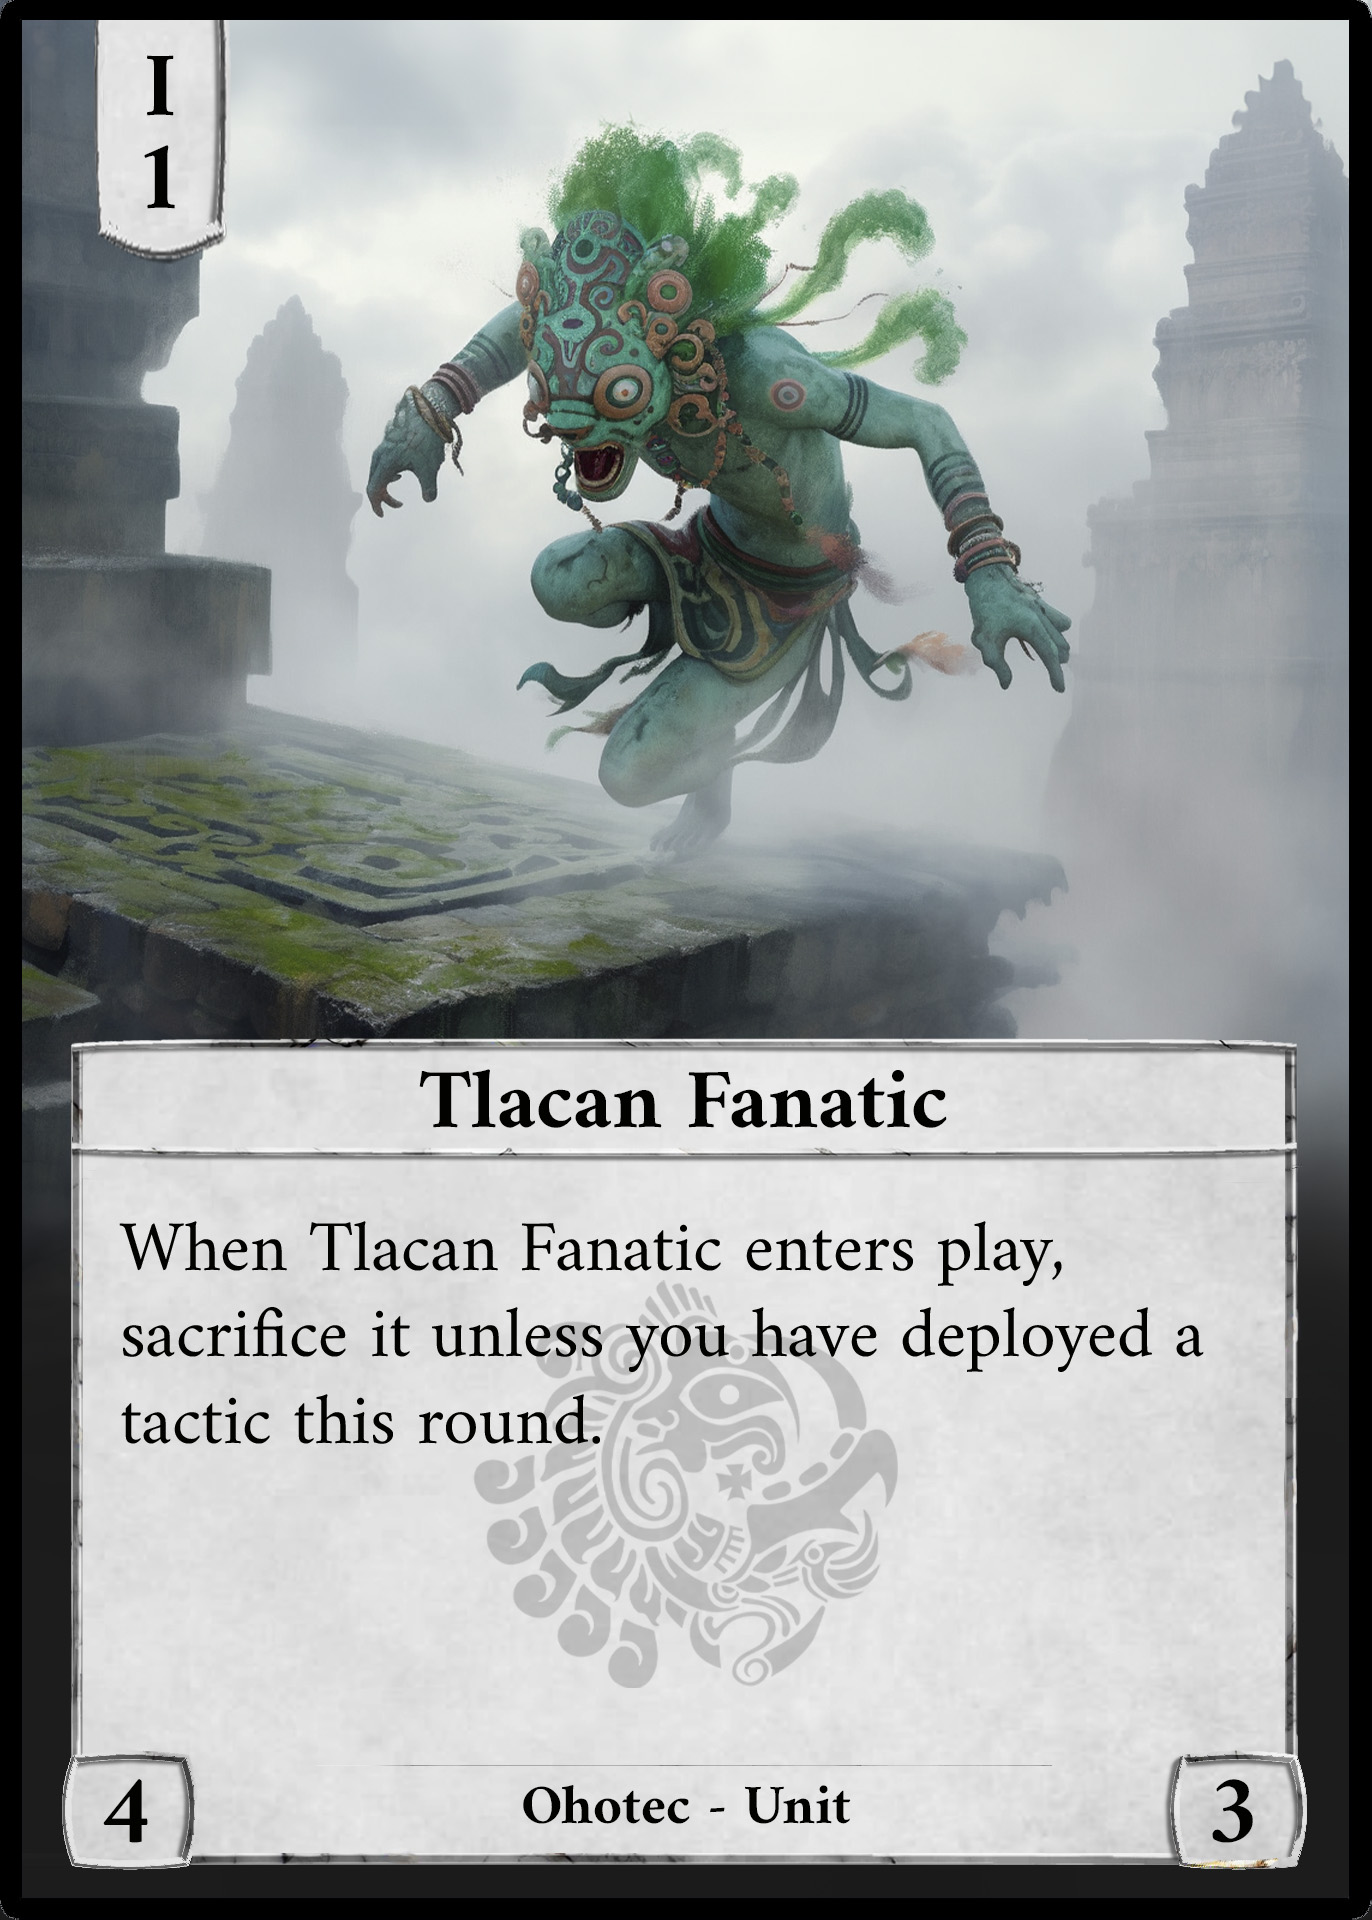 I
1
Tlacan Fanatic
When Tlacan Fanatic enters play,
sacrifice it unless you have deployed a
tactic this round.
4
Ohotec - Unit
3